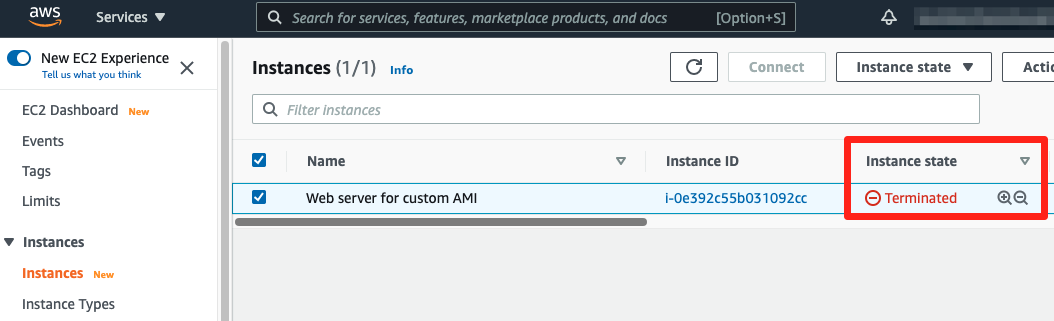 aws Services Search for services, features, marketplace products, and docs [Option+S]
New EC2 Experience
Tell us what you think
EC2 Dashboard New
Events
Tags
Limits
Instances
Instances New
Instance Types
Instances (1/1) Info Connect Instance state Actio
Filter instances
Name Instance ID Instance state
Web server for custom AMI i-0e392c55b031092cc Terminated